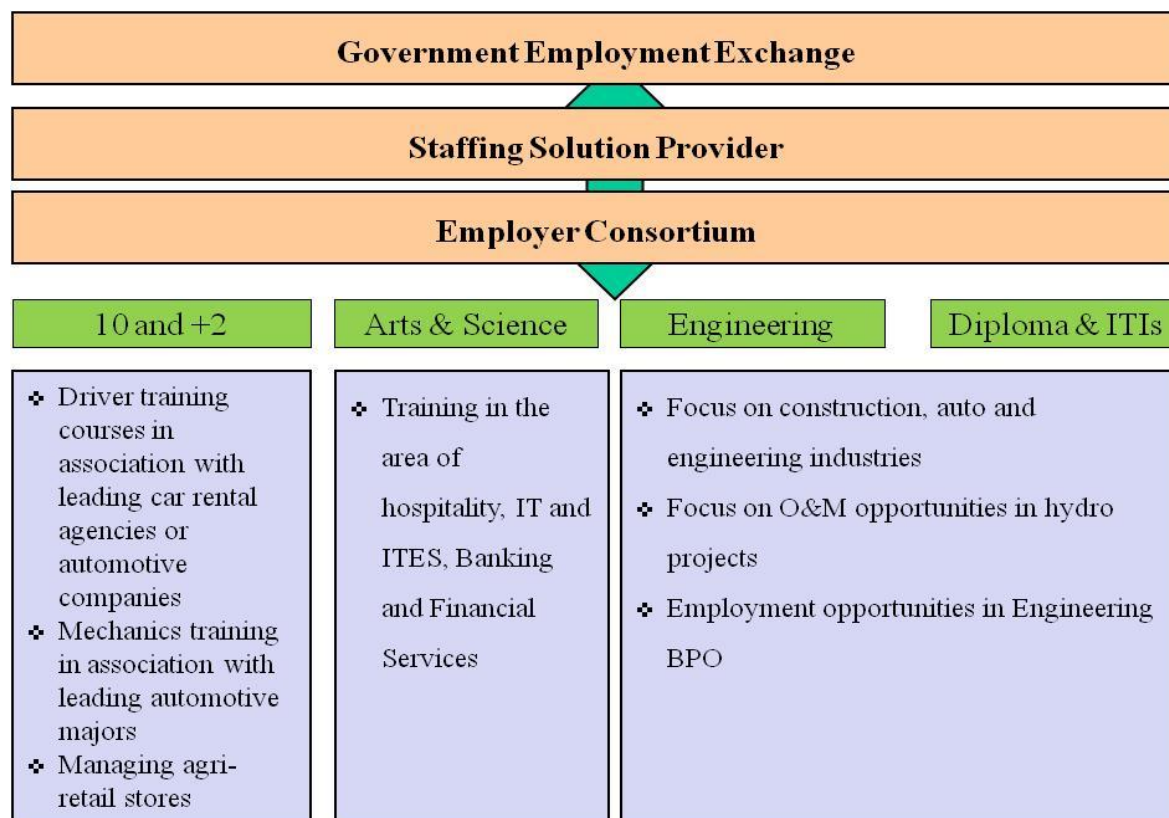 Government Employment Exchange
Staffing Solution Provider
Employer Consortium
10 and +2
Arts & Science
Engineering
Diploma & ITIs
❖ Driver training
courses in
association with
leading car rental
agencies or
automotive
companies
❖ Mechanics training
in association with
leading automotive
majors
❖ Managing agri-
retail stores
❖ Training in the
area of
hospitality, IT and
ITES, Banking
and Financial
Services
❖ Focus on construction, auto and
engineering industries
❖ Focus on O&M opportunities in hydro
projects
❖ Employment opportunities in Engineering
BPO